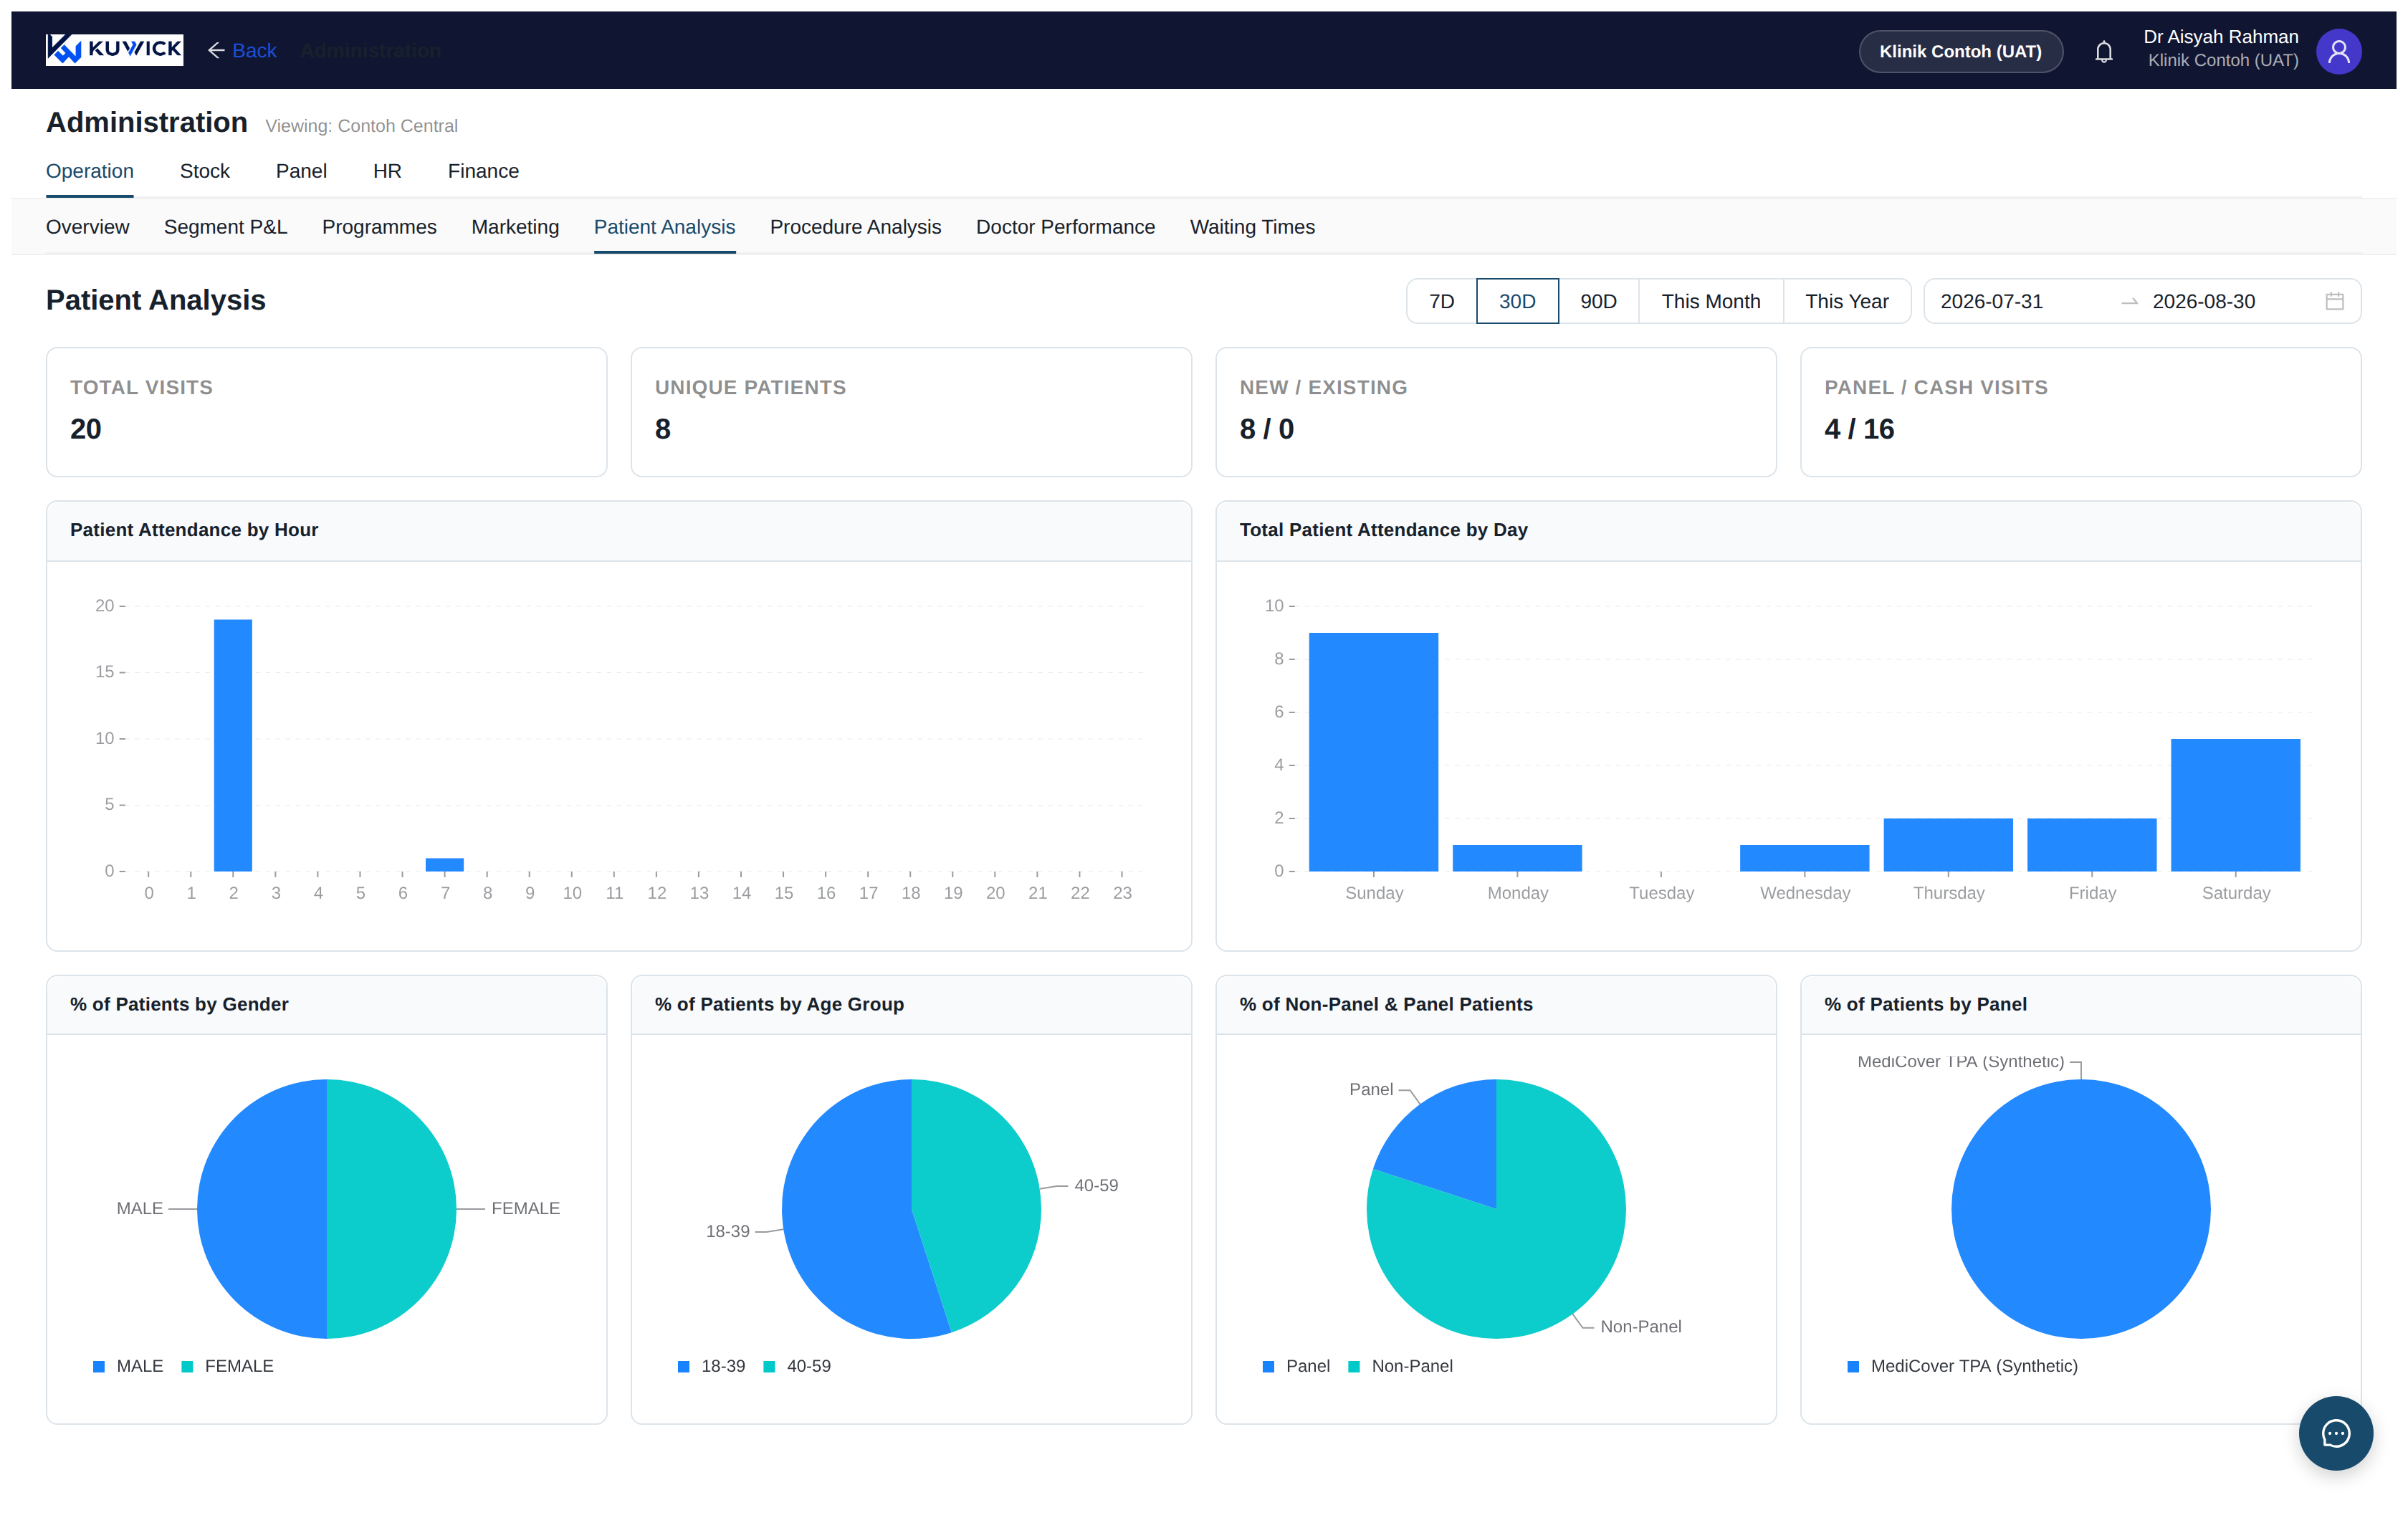 KUWICK
Back
Administration
Klinik Contoh (UAT)
Dr Aisyah Rahman
Klinik Contoh (UAT)
Administration
Viewing: Contoh Central
Operation
Stock
Panel
HR
Finance
Overview
Segment P&L
Programmes
Marketing
Patient Analysis
Procedure Analysis
Doctor Performance
Waiting Times
Patient Analysis
7D
30D
90D
This Month
This Year
2026-07-31
2026-08-30
TOTAL VISITS
20
UNIQUE PATIENTS
8
NEW / EXISTING
8 / 0
PANEL / CASH VISITS
4 / 16
Patient Attendance by Hour
20
15
10
5
0
0 1 2 3 4 5 6 7 8 9 10 11 12 13 14 15 16 17 18 19 20 21 22 23
Total Patient Attendance by Day
10
8
6
4
2
0
Sunday Monday Tuesday Wednesday Thursday Friday Saturday
% of Patients by Gender
MALE
FEMALE
MALE FEMALE
% of Patients by Age Group
40-59
18-39
18-39 40-59
% of Non-Panel & Panel Patients
Panel
Non-Panel
Panel Non-Panel
% of Patients by Panel
MediCover TPA (Synthetic)
MediCover TPA (Synthetic)